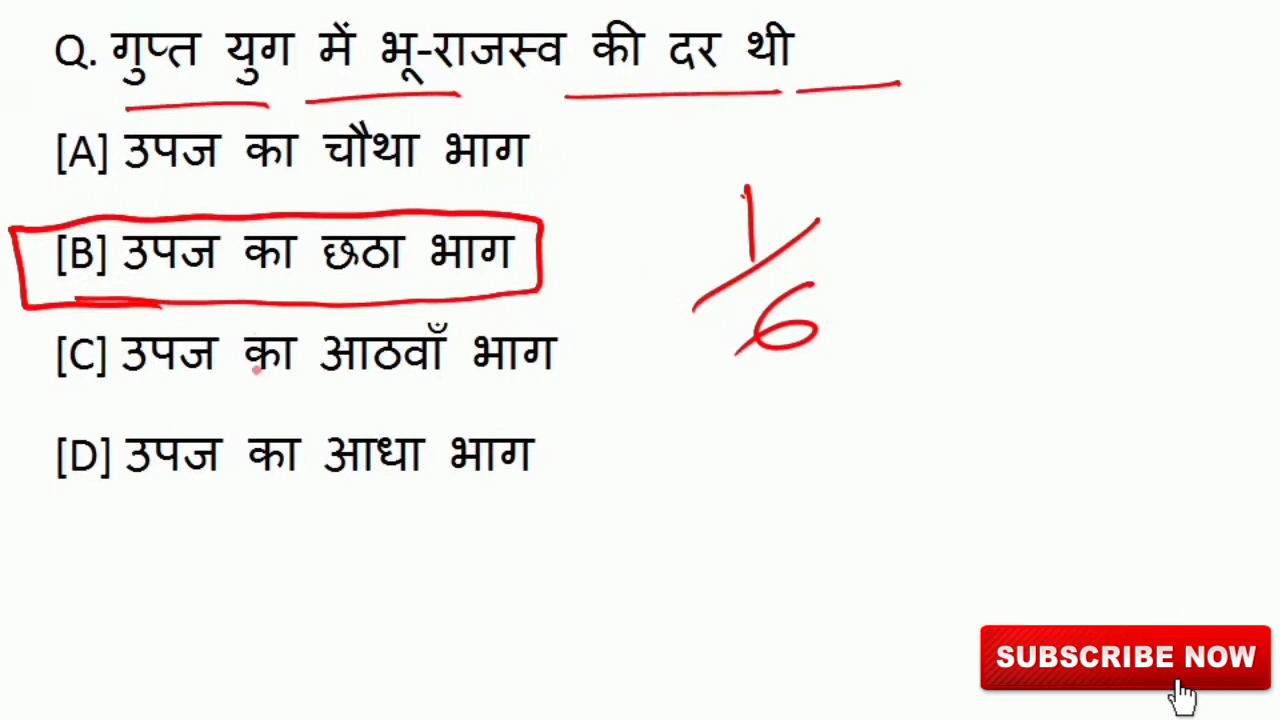 Q. गुप्त युग में भू-राजस्व की दर थी
[A] उपज का चौथा भाग
[B] उपज का छठा भाग
1/6
[C] उपज का आठवाँ भाग
[D] उपज का आधा भाग
SUBSCRIBE NOW